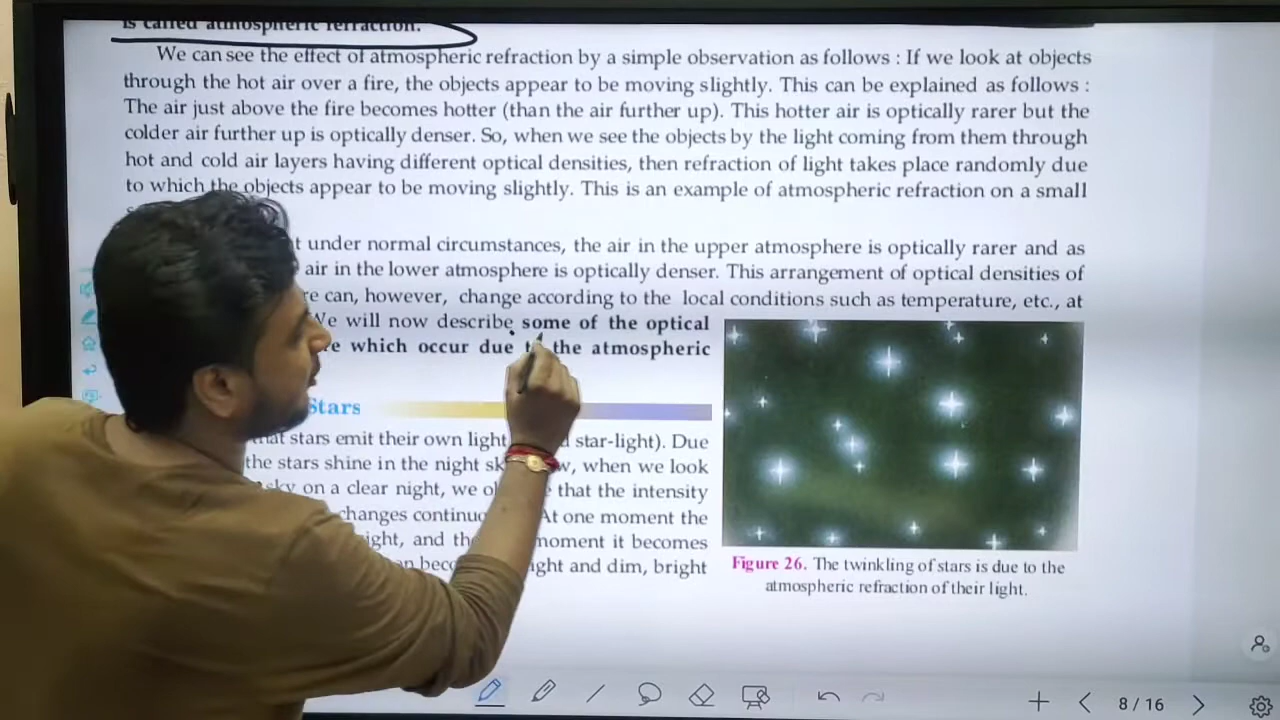 is called atmospheric refraction.
We can see the effect of atmospheric refraction by a simple observation as follows : If we look at objects
through the hot air over a fire, the objects appear to be moving slightly. This can be explained as follows :
The air just above the fire becomes hotter (than the air further up). This hotter air is optically rarer but the
colder air further up is optically denser. So, when we see the objects by the light coming from them through
hot and cold air layers having different optical densities, then refraction of light takes place randomly due
to which the objects appear to be moving slightly. This is an example of atmospheric refraction on a small
under normal circumstances, the air in the upper atmosphere is optically rarer and as
air in the lower atmosphere is optically denser. This arrangement of optical densities of
can, however, change according to the local conditions such as temperature, etc., at
We will now describe some of the optical
which occur due the atmospheric
Stars
that stars emit their own light star-light). Due
the stars shine in the night when we look
sky on a clear night, we that the intensity
changes At one moment the
and moment it becomes
and dim, bright
Figure 26. The twinkling of stars is due to the
atmospheric refraction of their light.
8 / 16